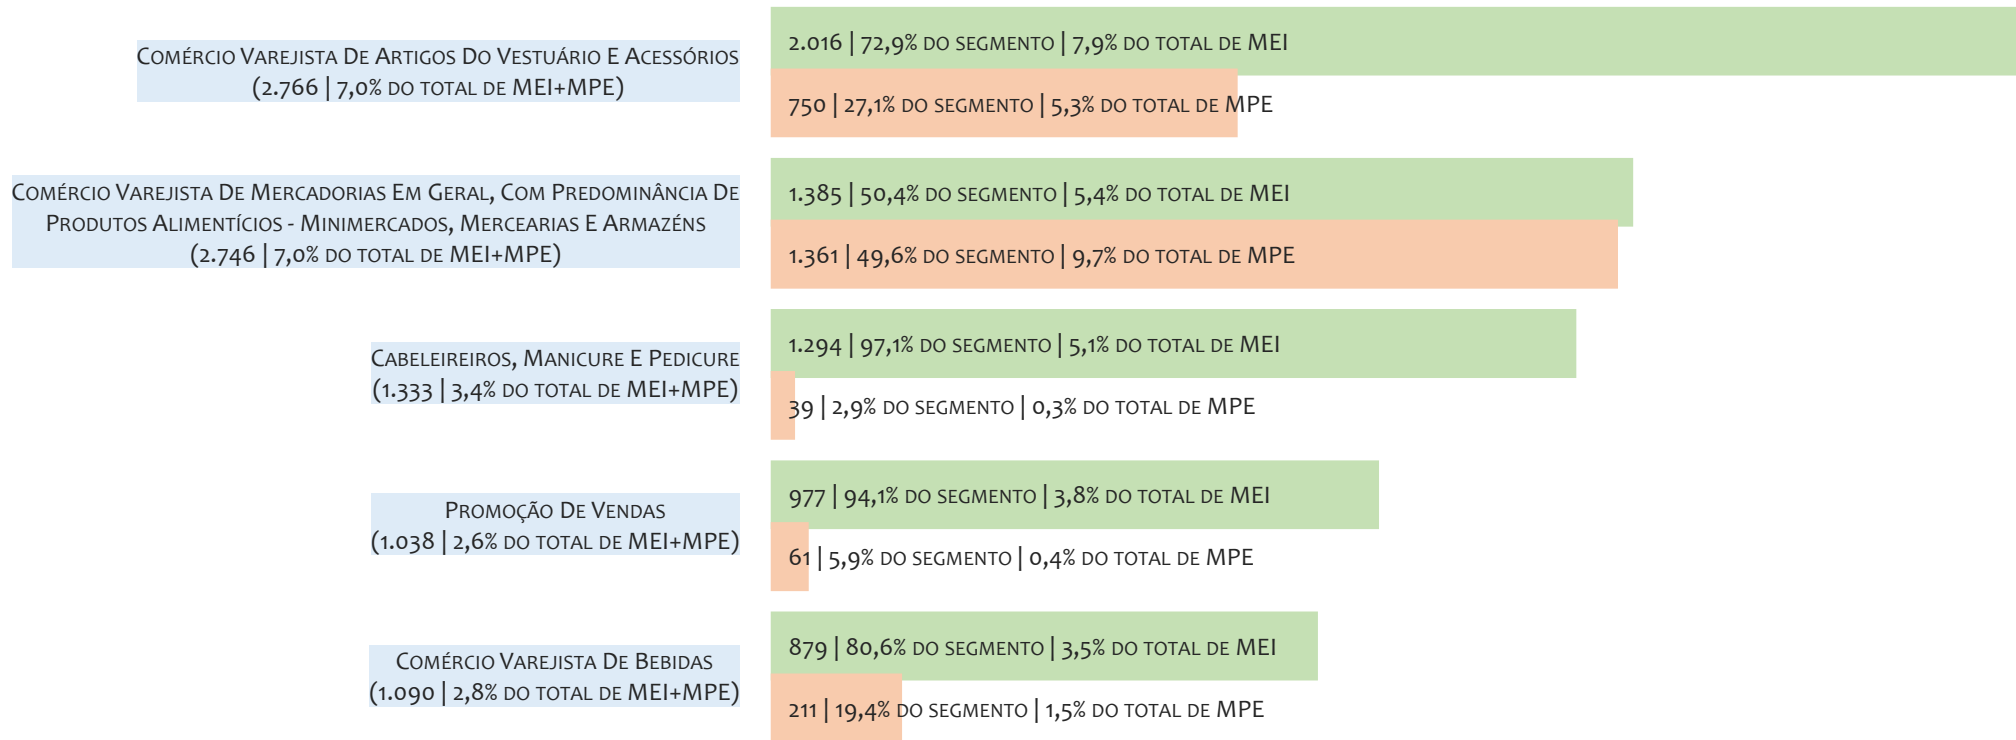 Comércio Varejista De Artigos Do Vestuário E Acessórios
(2.766 | 7,0% do total de MEI+MPE)
2.016 | 72,9% do segmento | 7,9% do total de MEI
750 | 27,1% do segmento | 5,3% do total de MPE
Comércio Varejista De Mercadorias Em Geral, Com Predominância De
Produtos Alimentícios - Minimercados, Mercearias E Armazéns
(2.746 | 7,0% do total de MEI+MPE)
1.385 | 50,4% do segmento | 5,4% do total de MEI
1.361 | 49,6% do segmento | 9,7% do total de MPE
Cabeleireiros, Manicure E Pedicure
(1.333 | 3,4% do total de MEI+MPE)
1.294 | 97,1% do segmento | 5,1% do total de MEI
39 | 2,9% do segmento | 0,3% do total de MPE
Promoção De Vendas
(1.038 | 2,6% do total de MEI+MPE)
977 | 94,1% do segmento | 3,8% do total de MEI
61 | 5,9% do segmento | 0,4% do total de MPE
Comércio Varejista De Bebidas
(1.090 | 2,8% do total de MEI+MPE)
879 | 80,6% do segmento | 3,5% do total de MEI
211 | 19,4% do segmento | 1,5% do total de MPE